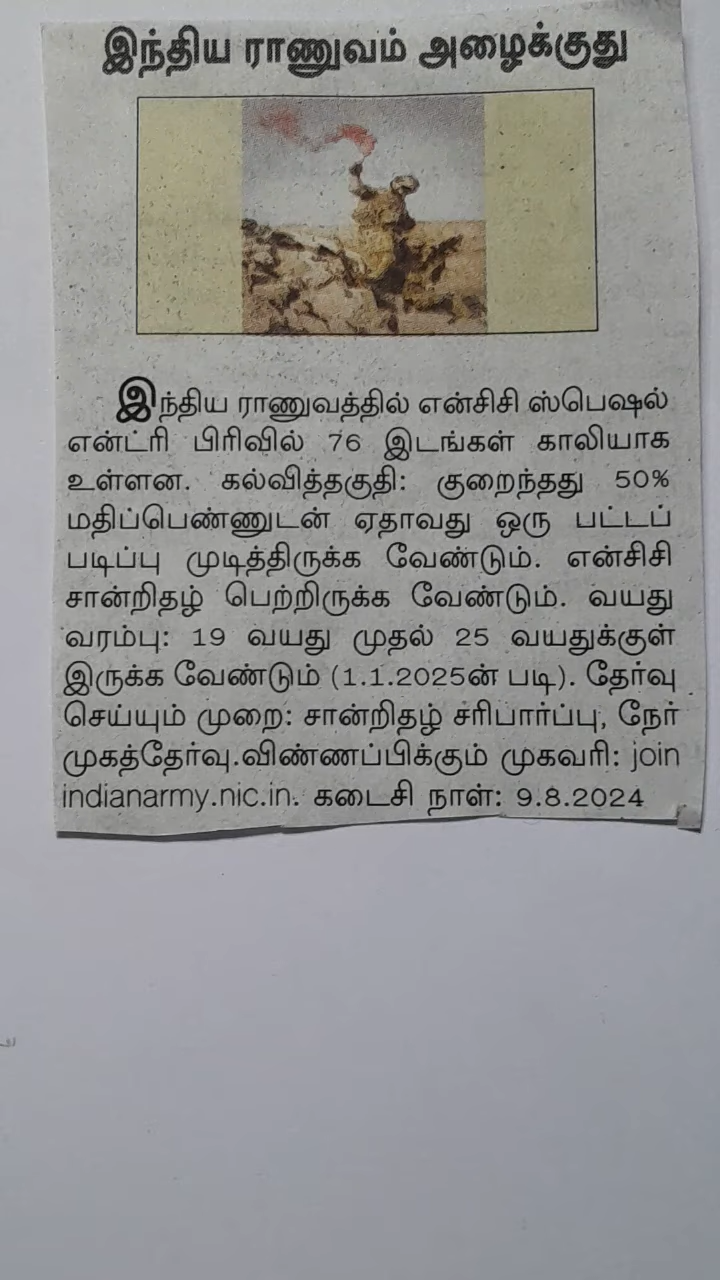 இந்திய ராணுவம் அழைக்குது
இந்திய ராணுவத்தில் என்சிசி ஸ்பெஷல்
என்ட்ரி பிரிவில் 76 இடங்கள் காலியாக
உள்ளன. கல்வித்தகுதி: குறைந்தது 50%
மதிப்பெண்ணுடன் ஏதாவது ஒரு பட்டப்
படிப்பு முடித்திருக்க வேண்டும். என்சிசி
சான்றிதழ் பெற்றிருக்க வேண்டும். வயது
வரம்பு: 19 வயது முதல் 25 வயதுக்குள்
இருக்க வேண்டும் (1.1.2025ன் படி). தேர்வு
செய்யும் முறை: சான்றிதழ் சரிபார்ப்பு, நேர்
முகத்தேர்வு.விண்ணப்பிக்கும் முகவரி: join
indianarmy.nic.in. கடைசி நாள்: 9.8.2024